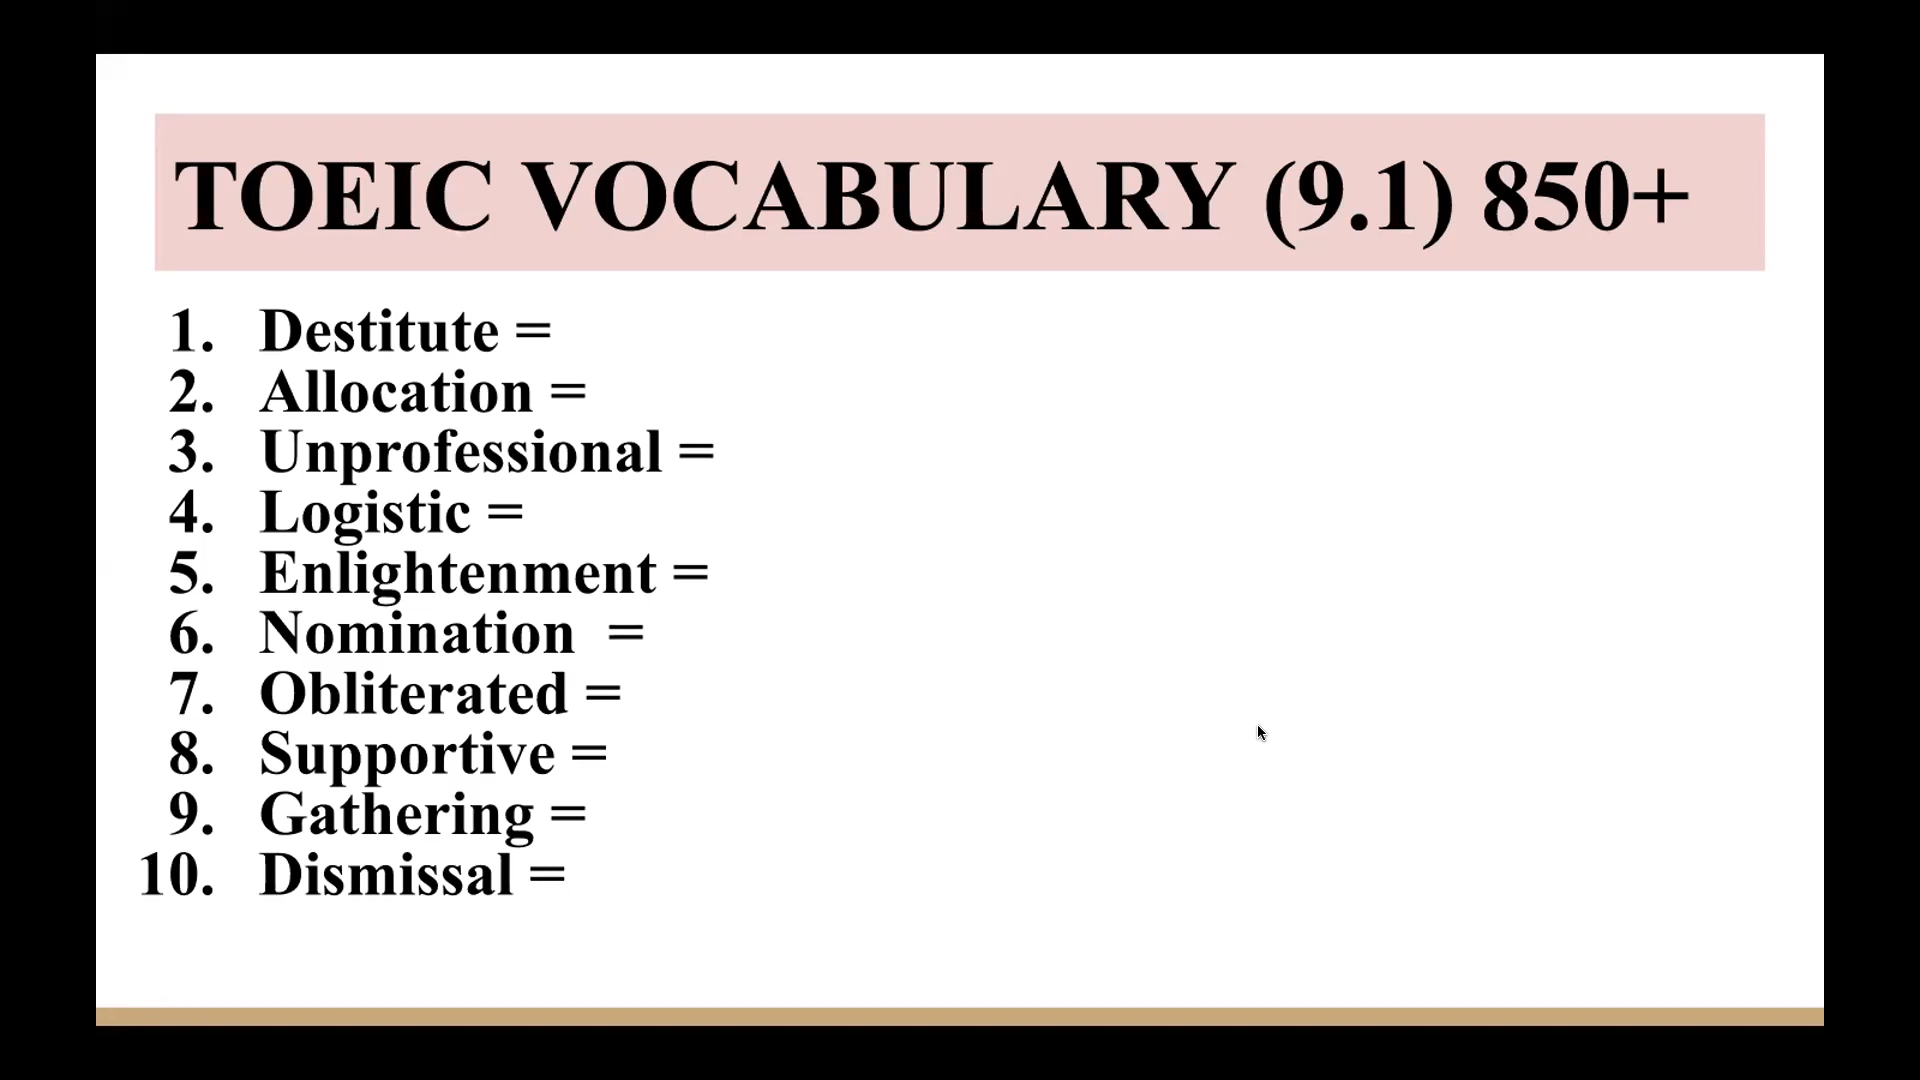 TOEIC VOCABULARY (9.1) 850+
1. Destitute =
2. Allocation =
3. Unprofessional =
4. Logistic =
5. Enlightenment =
6. Nomination  =
7. Obliterated =
8. Supportive =
9. Gathering =
10. Dismissal =